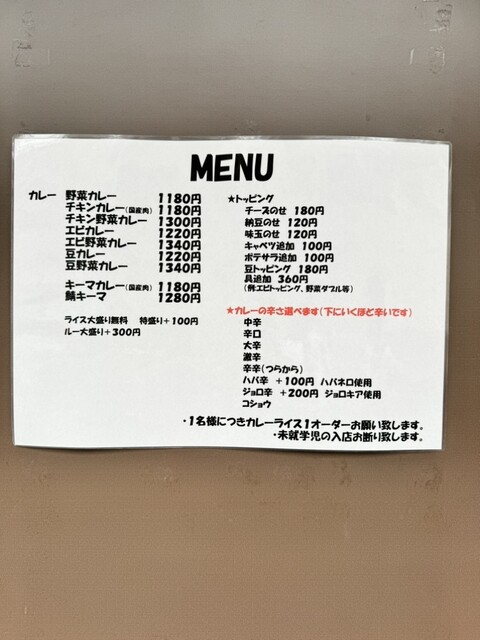 MENU
カレー 野菜カレー 1180円
チキンカレー(国産肉) 1180円
チキン野菜カレー 1300円
エビカレー 1220円
エビ野菜カレー 1340円
豆カレー 1220円
豆野菜カレー 1340円
キーマカレー(国産肉) 1180円
鯖キーマ 1280円
ライス大盛り無料 特盛り+100円
ルー大盛り+300円
★トッピング
チーズのせ 180円
納豆のせ 120円
味玉のせ 120円
キャベツ追加 100円
ポテサラ追加 100円
豆トッピング 180円
具追加 360円
(例:エビトッピング、野菜ダブル等)
★カレーの辛さ選べます(下にいくほど辛いです)
中辛
辛口
大辛
激辛
辛辛(つらから)
ハバ辛 +100円 ハバネロ使用
ジョロ辛 +200円 ジョロキア使用
コショウ
・1名様につきカレーライス1オーダーお願い致します。
・未就学児の入店お断り致します。